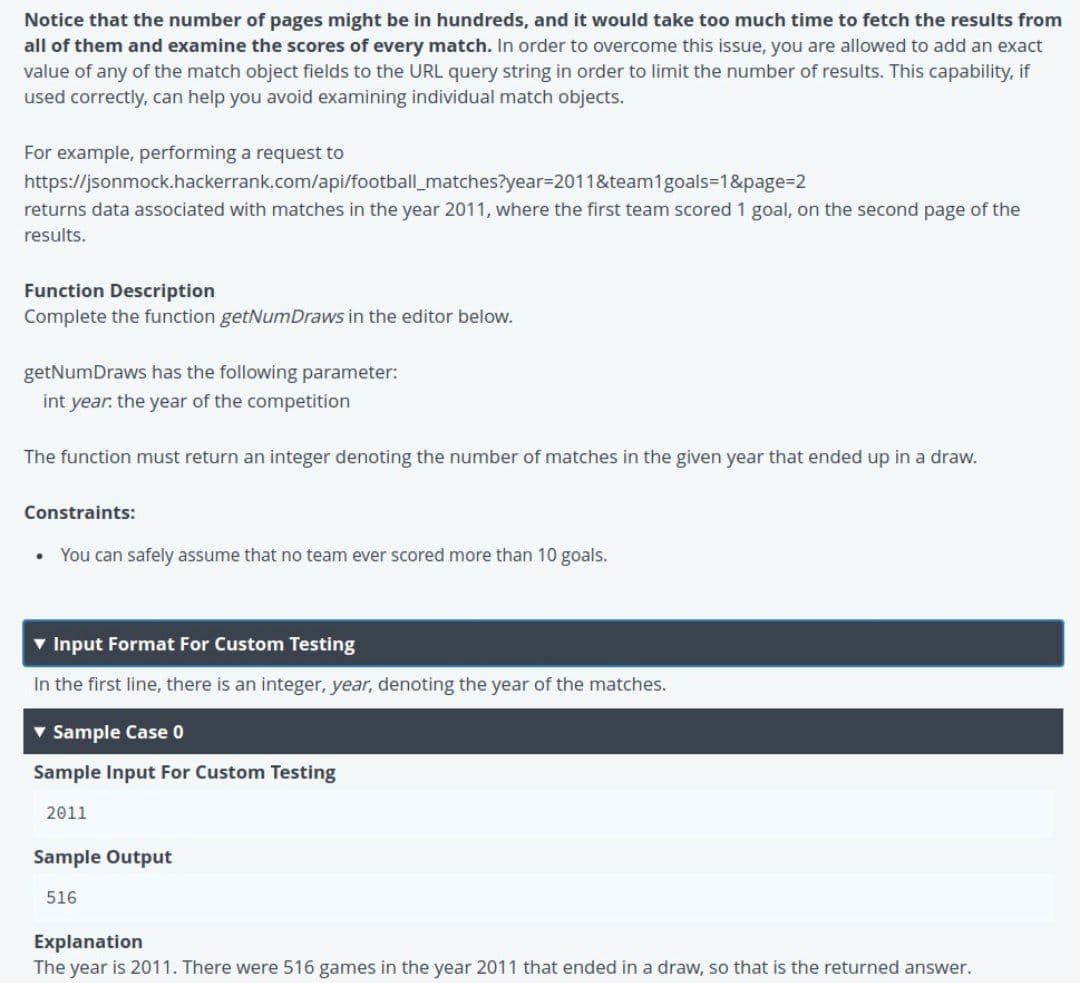 Notice that the number of pages might be in hundreds, and it would take too much time to fetch the results from
all of them and examine the scores of every match. In order to overcome this issue, you are allowed to add an exact
value of any of the match object fields to the URL query string in order to limit the number of results. This capability, if
used correctly, can help you avoid examining individual match objects.
For example, performing a request to
https://jsonmock.hackerrank.com/api/football_matches?year=2011&team1goals=1&page=2
returns data associated with matches in the year 2011, where the first team scored 1 goal, on the second page of the
results.
Function Description
Complete the function getNumDraws in the editor below.
getNumDraws has the following parameter:
int year: the year of the competition
The function must return an integer denoting the number of matches in the given year that ended up in a draw.
Constraints:
• You can safely assume that no team ever scored more than 10 goals.
▼ Input Format For Custom Testing
In the first line, there is an integer, year, denoting the year of the matches.
▼ Sample Case 0
Sample Input For Custom Testing
2011
Sample Output
516
Explanation
The year is 2011. There were 516 games in the year 2011 that ended in a draw, so that is the returned answer.